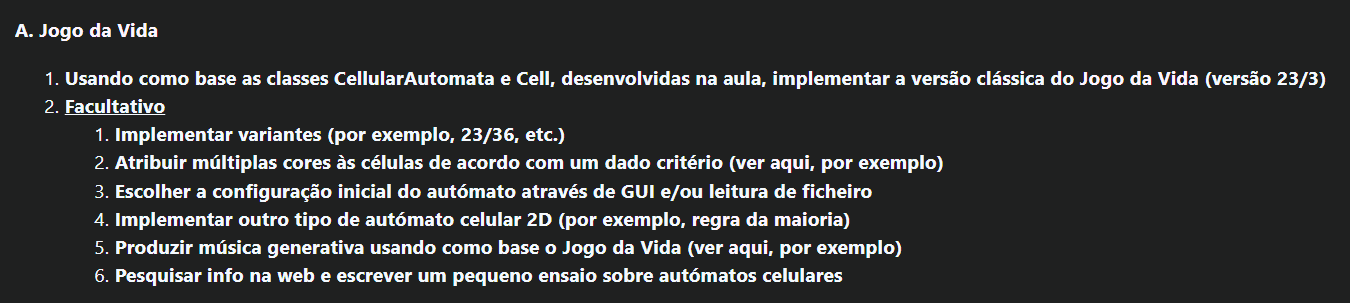 A. Jogo da Vida
1. Usando como base as classes CellularAutomata e Cell, desenvolvidas na aula, implementar a versão clássica do Jogo da Vida (versão 23/3)
2. Facultativo
1. Implementar variantes (por exemplo, 23/36, etc.)
2. Atribuir múltiplas cores às células de acordo com um dado critério (ver aqui, por exemplo)
3. Escolher a configuração inicial do autómato através de GUI e/ou leitura de ficheiro
4. Implementar outro tipo de autómato celular 2D (por exemplo, regra da maioria)
5. Produzir música generativa usando como base o Jogo da Vida (ver aqui, por exemplo)
6. Pesquisar info na web e escrever um pequeno ensaio sobre autómatos celulares